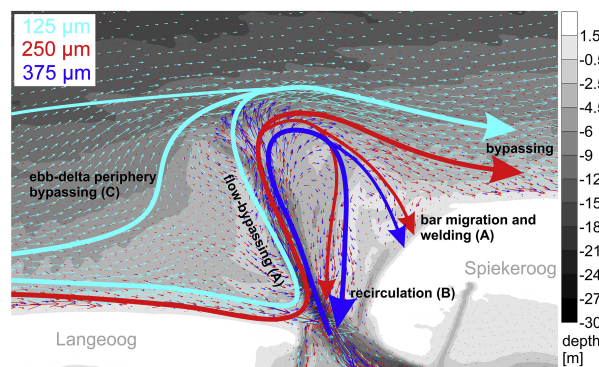 125 µm
250 µm
375 µm
ebb-delta periphery
bypassing (C)
flow-bypassing (A)
bypassing
bar migration and
welding (A)
recirculation (B)
Spiekeroog
Langeoog
1.5
-0.5
-2.5
-4.5
-6
-9
-12
-15
-18
-21
-24
-27
-30
depth
[m]